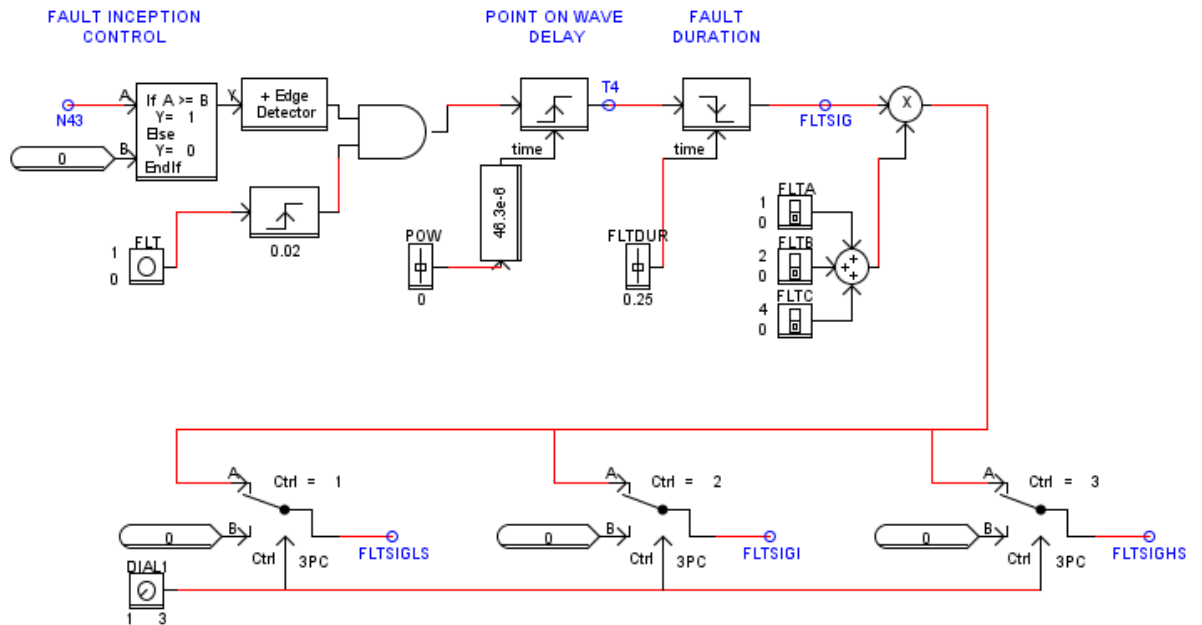 FAULT INCEPTION
CONTROL
POINT ON WAVE
DELAY
FAULT
DURATION
A
N43
0
B
If A >= B
Y= 1
Else
Y= 0
EndIf
Y
+ Edge
Detector
T4
FLTSIG
X
time
time
46.3e-6
FLT
1
0
0.02
POW
0
FLTDUR
0.25
FLTA
1
0
FLTB
2
0
FLTC
4
0
+
+
+
A
Ctrl = 1
0
B
Ctrl
3PC
FLTSIGLS
A
Ctrl = 2
0
B
Ctrl
3PC
FLTSIGI
A
Ctrl = 3
0
B
Ctrl
3PC
FLTSIGHS
DIAL1
1 3